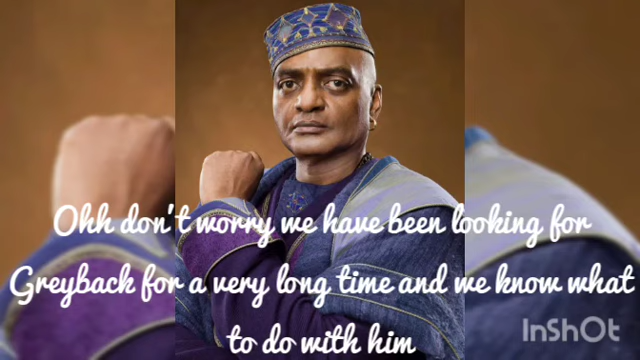 Ohh don't worry we have been looking for
Greyback for a very long time and we know what
to do with him
InShOt